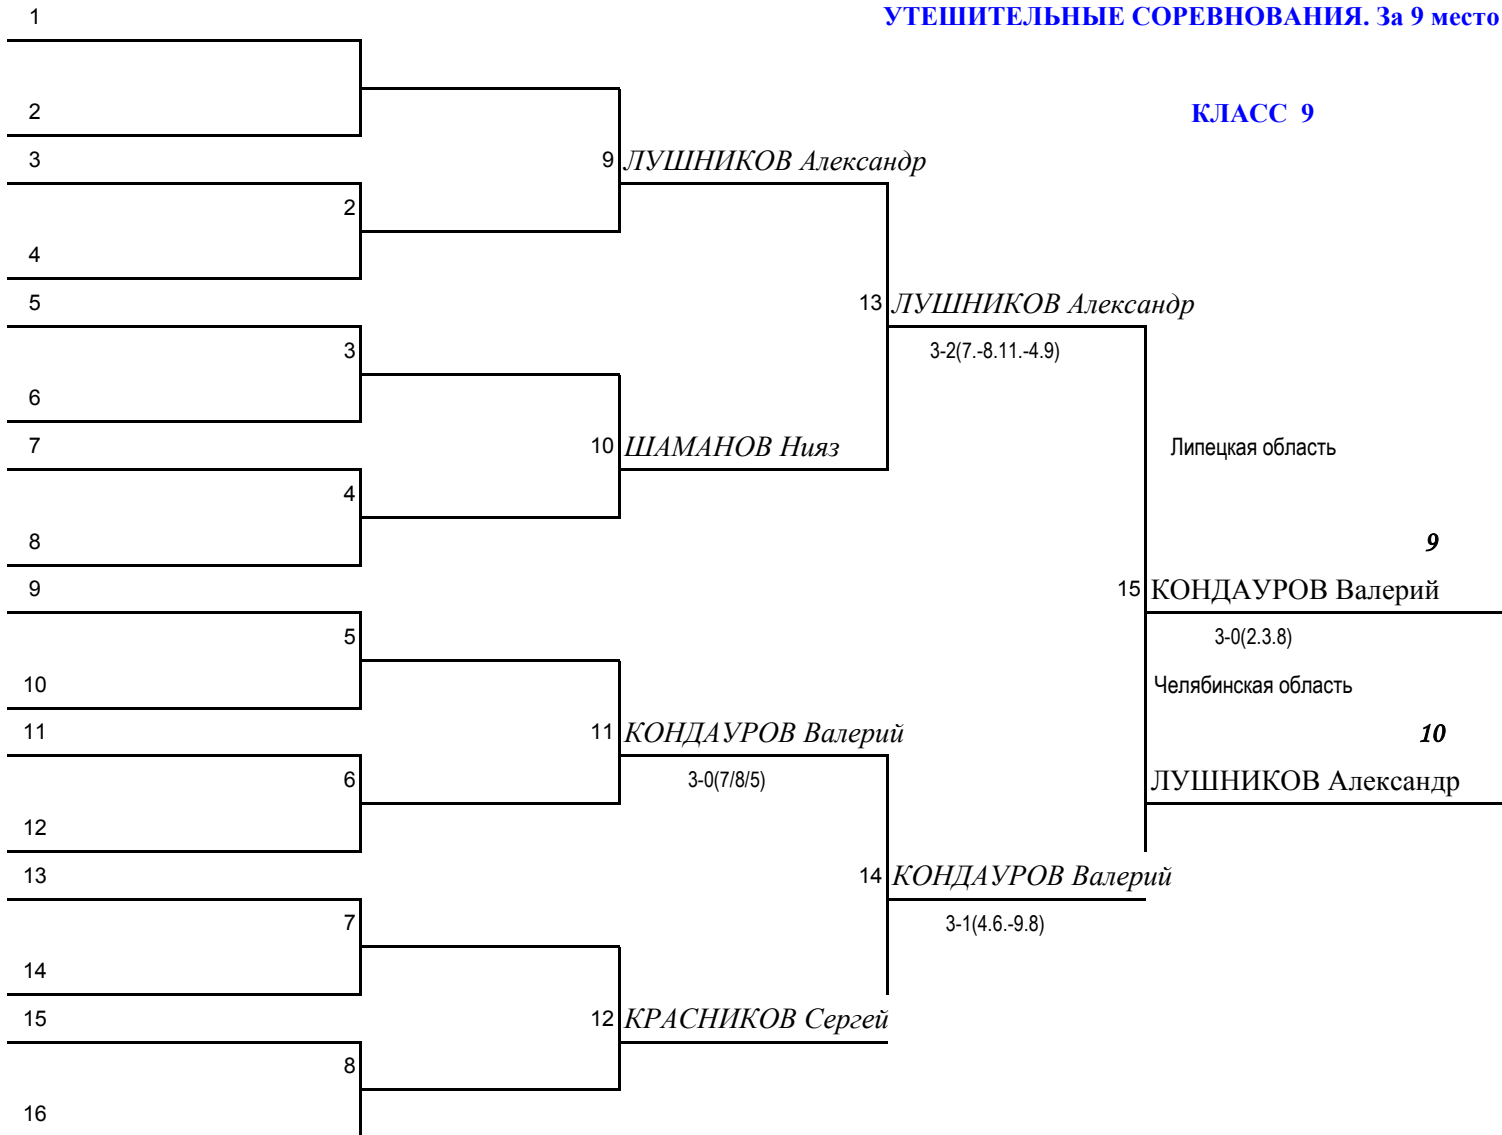 1
УТЕШИТЕЛЬНЫЕ СОРЕВНОВАНИЯ. За 9 место
2
КЛАСС 9
3
9 ЛУШНИКОВ Александр
2
4
5
13 ЛУШНИКОВ Александр
3
3-2(7.-8.11.-4.9)
6
7
10 ШАМАНОВ Нияз
Липецкая область
4
8
9
9
15 КОНДАУРОВ Валерий
5
3-0(2.3.8)
10
Челябинская область
11
11 КОНДАУРОВ Валерий
10
6
3-0(7/8/5)
ЛУШНИКОВ Александр
12
13
14 КОНДАУРОВ Валерий
7
3-1(4.6.-9.8)
14
15
12 КРАСНИКОВ Сергей
8
16